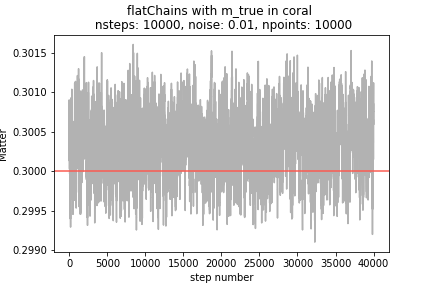 flatChains with m_true in coral
nsteps: 10000, noise: 0.01, npoints: 10000
0.3015
0.3010
0.3005
0.3000
0.2995
0.2990
Matter
0 5000 10000 15000 20000 25000 30000 35000 40000
step number